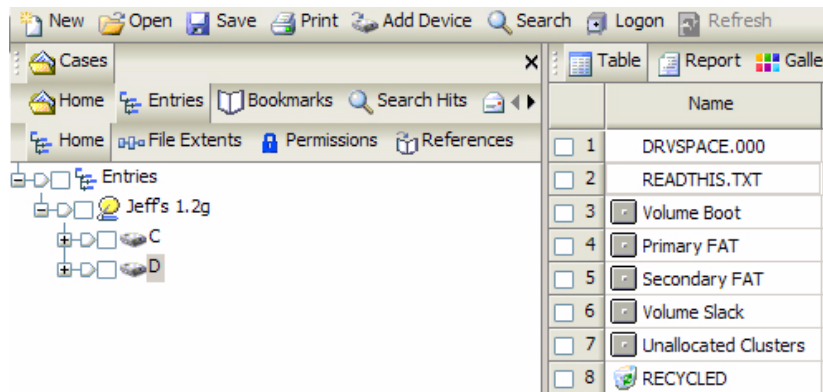 New Open Save Print Add Device Search Logon Refresh
Cases
Home Entries Bookmarks Search Hits
Home File Extents Permissions References
Entries
Jeff's 1.2g
C
D
Table Report Galle
Name
1 DRVSPACE.000
2 READTHIS.TXT
3 Volume Boot
4 Primary FAT
5 Secondary FAT
6 Volume Slack
7 Unallocated Clusters
8 RECYCLED